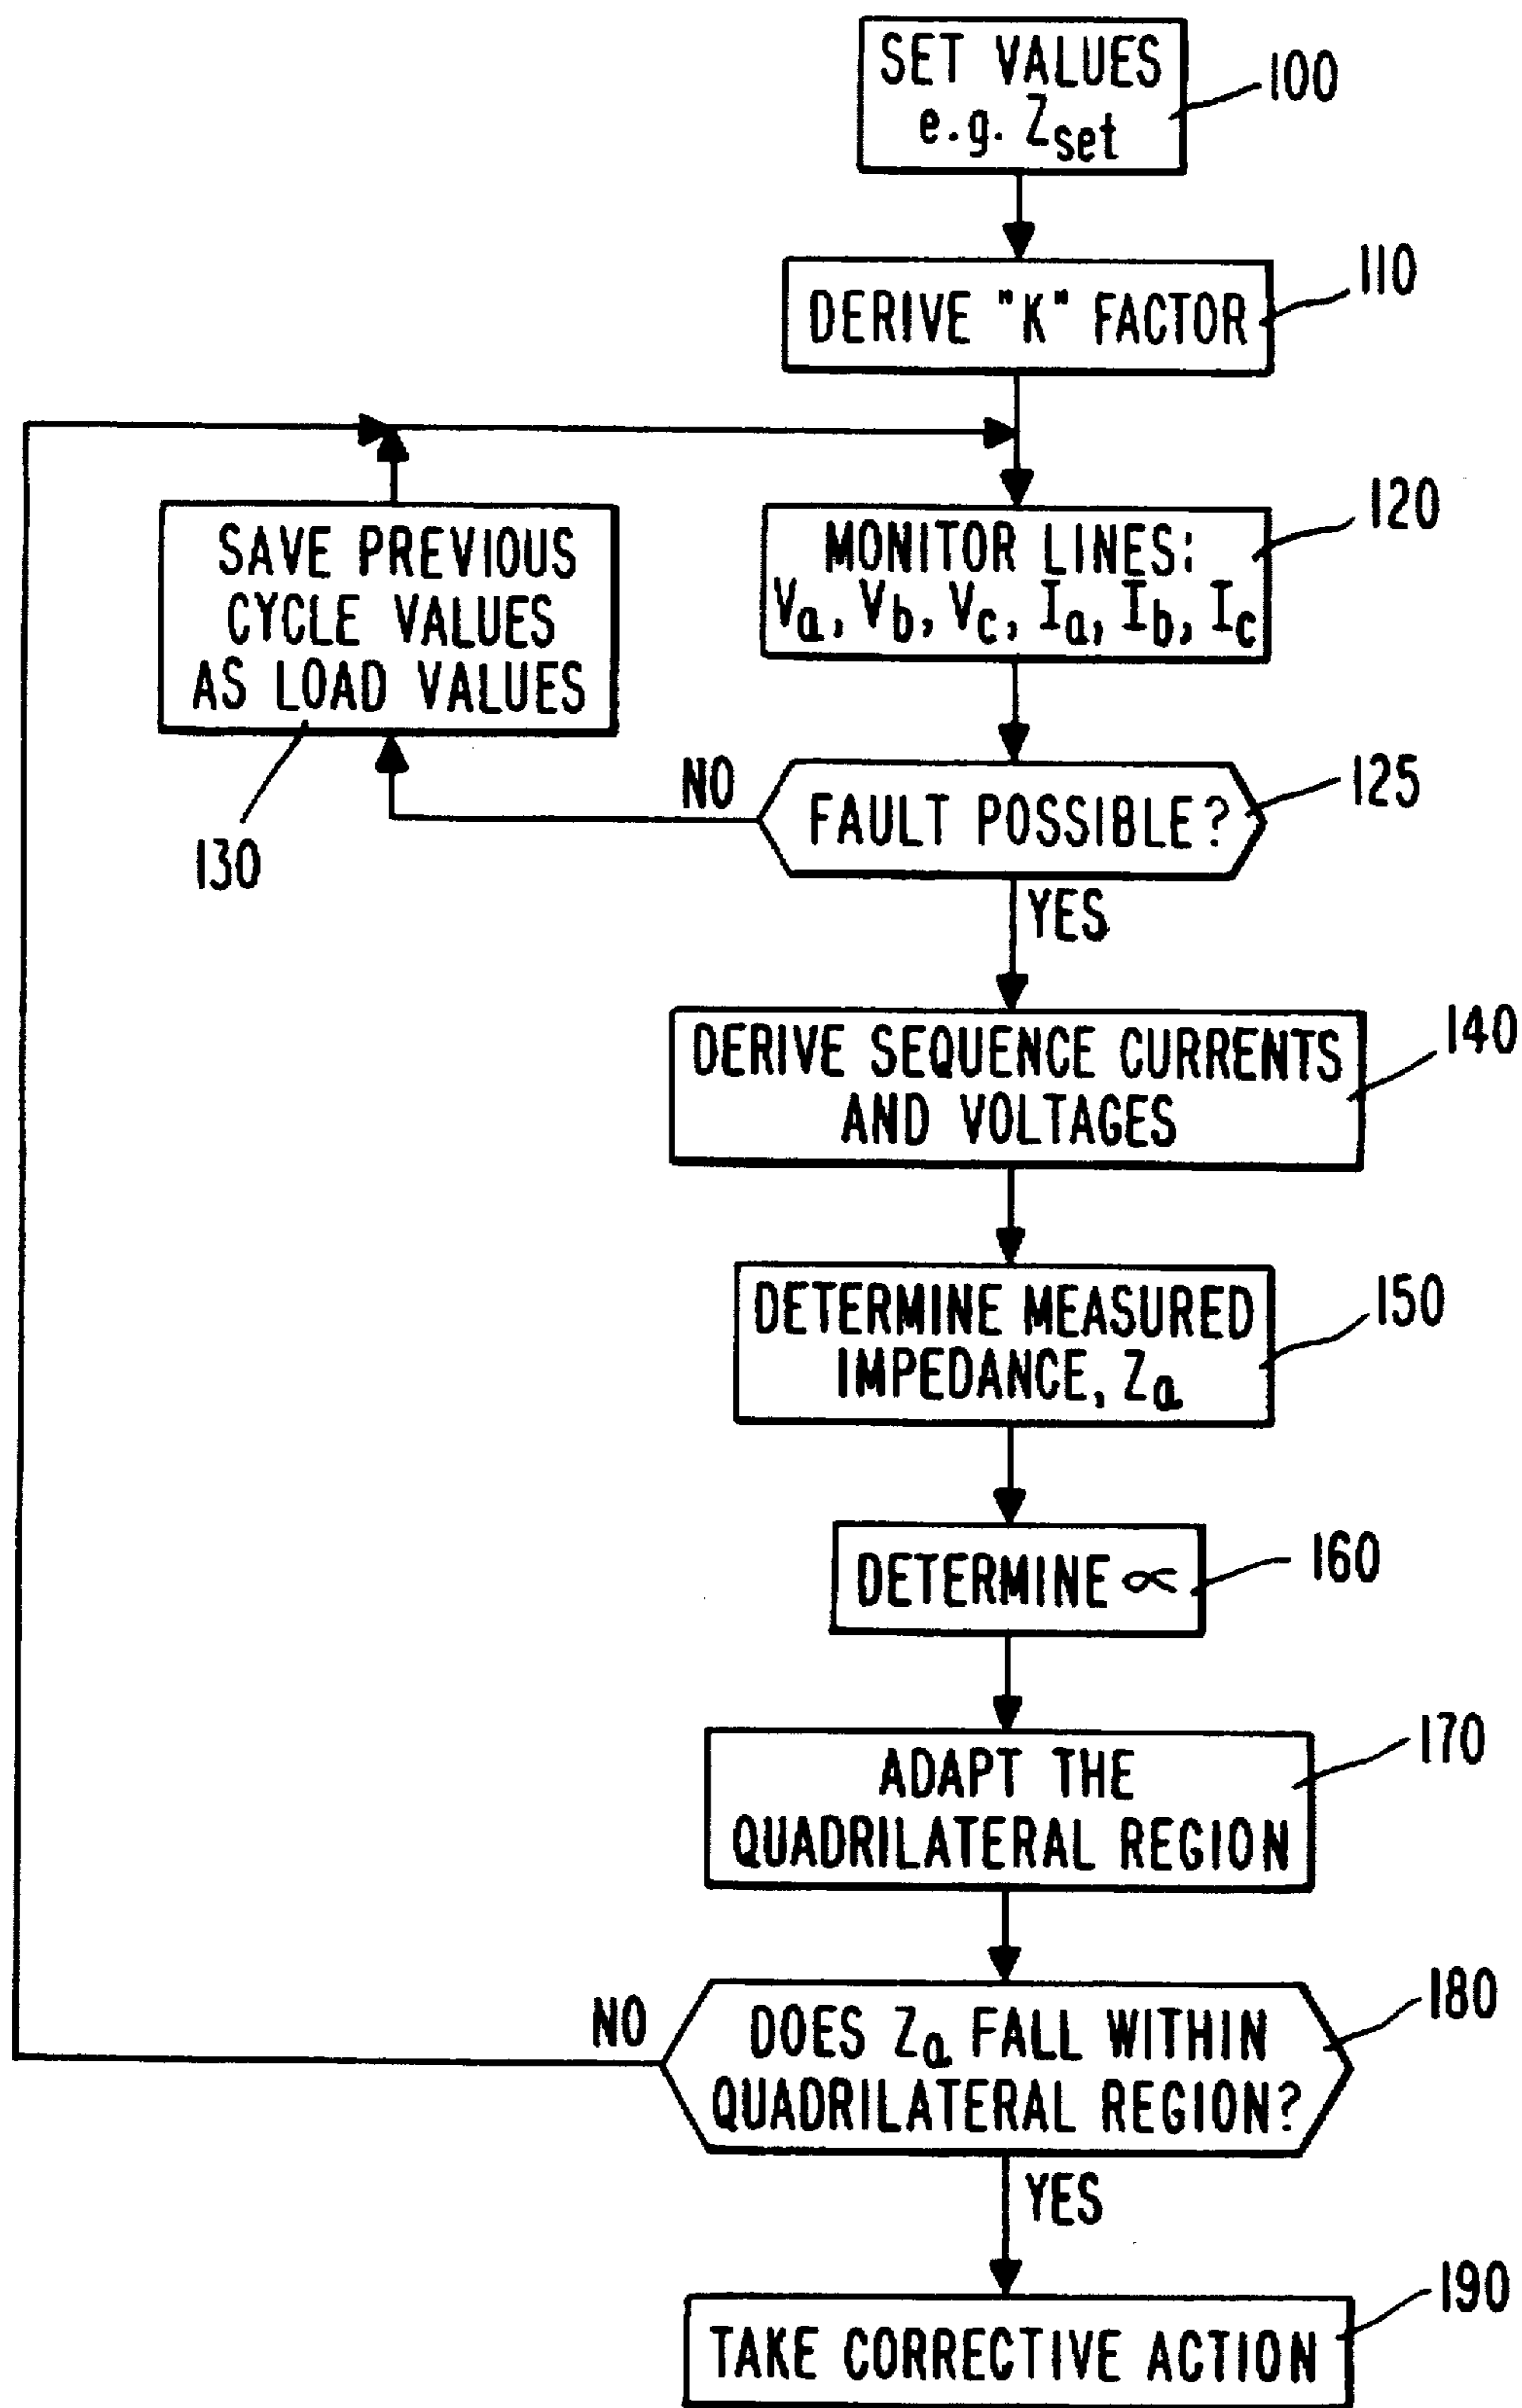 SET VALUES
e.g. Zset
100
DERIVE "K" FACTOR
110
MONITOR LINES:
Va, Vb, Vc, Ia, Ib, Ic
120
SAVE PREVIOUS
CYCLE VALUES
AS LOAD VALUES
130
NO
FAULT POSSIBLE?
125
YES
DERIVE SEQUENCE CURRENTS
AND VOLTAGES
140
DETERMINE MEASURED
IMPEDANCE, Za
150
DETERMINE ∝
160
ADAPT THE
QUADRILATERAL REGION
170
NO
DOES Za FALL WITHIN
QUADRILATERAL REGION?
180
YES
TAKE CORRECTIVE ACTION
190